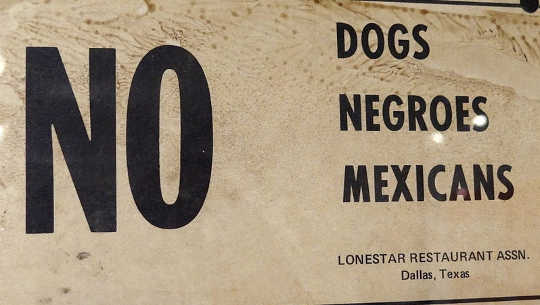 NO
DOGS
NEGROES
MEXICANS
LONESTAR RESTAURANT ASSN.
Dallas, Texas